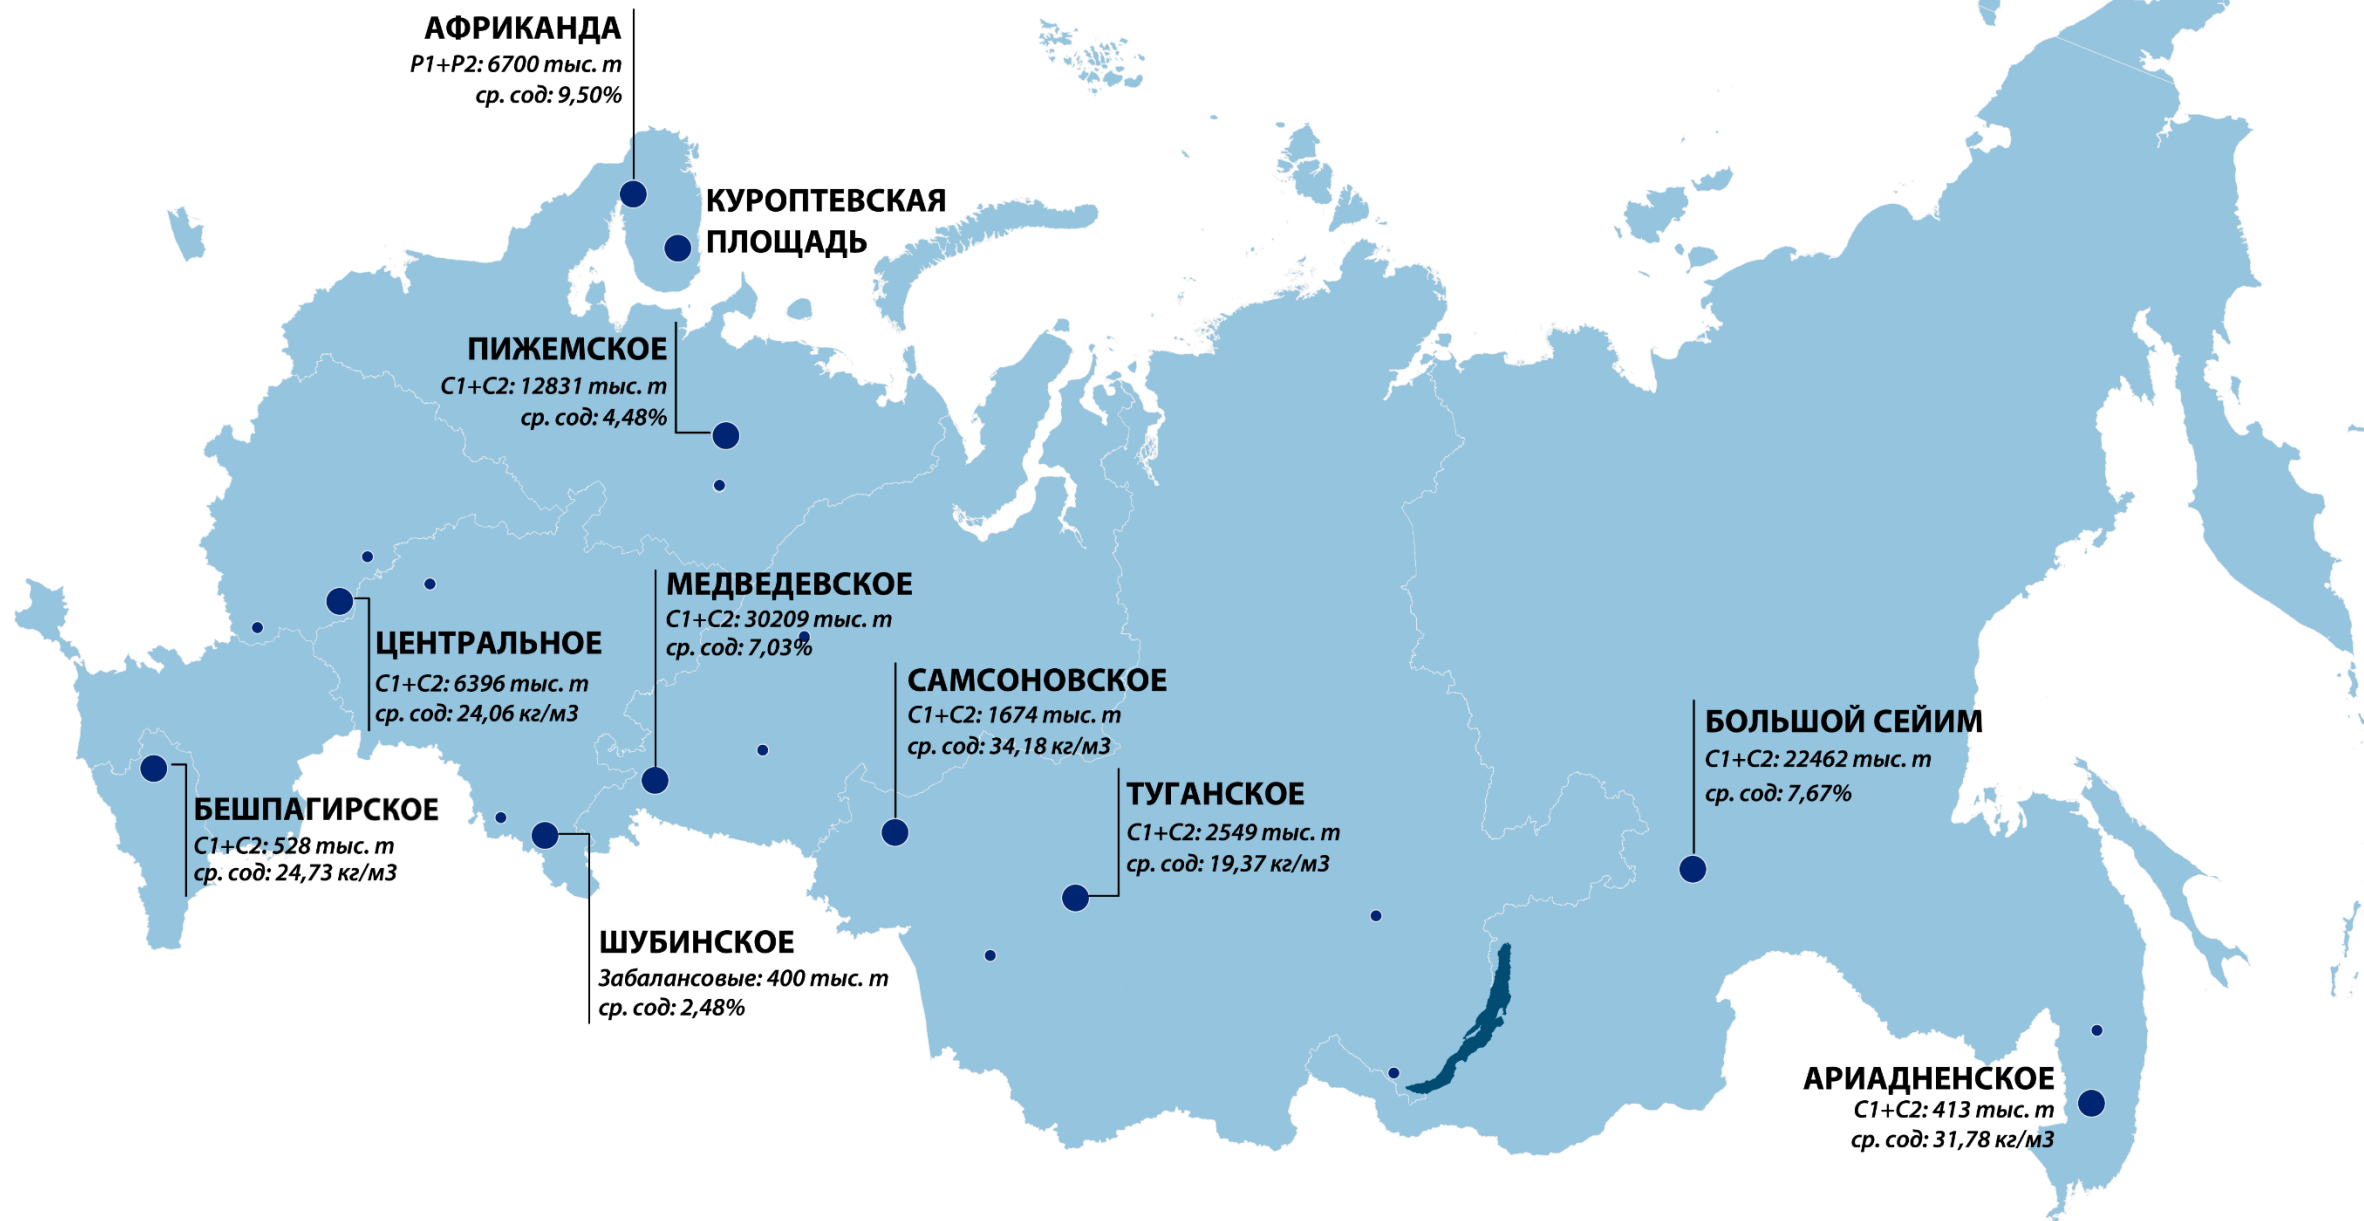 АФРИКАНДА
P1+P2: 6700 тыс. т
ср. сод: 9,50%
КУРОПТЕВСКАЯ
ПЛОЩАДЬ
ПИЖЕМСКОЕ
С1+С2: 12831 тыс. т
ср. сод: 4,48%
МЕДВЕДЕВСКОЕ
С1+С2: 30209 тыс. т
ср. сод: 7,03%
ЦЕНТРАЛЬНОЕ
С1+С2: 6396 тыс. т
ср. сод: 24,06 кг/м3
САМСОНОВСКОЕ
С1+С2: 1674 тыс. т
ср. сод: 34,18 кг/м3
БОЛЬШОЙ СЕЙИМ
С1+С2: 22462 тыс. т
ср. сод: 7,67%
ТУГАНСКОЕ
С1+С2: 2549 тыс. т
ср. сод: 19,37 кг/м3
БЕШПАГИРСКОЕ
С1+С2: 528 тыс. т
ср. сод: 24,73 кг/м3
ШУБИНСКОЕ
Забалансовые: 400 тыс. т
ср. сод: 2,48%
АРИАДНЕНСКОЕ
С1+С2: 413 тыс. т
ср. сод: 31,78 кг/м3